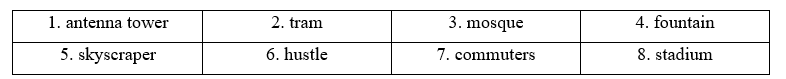 1. antenna tower 2. tram 3. mosque 4. fountain
5. skyscraper 6. hustle 7. commuters 8. stadium